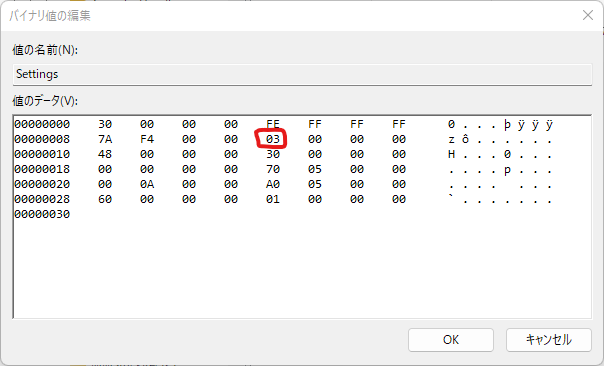 バイナリ値の編集
値の名前(N):
Settings
値のデータ(V):
00000000 30 00 00 00 FE FF FF FF 0...þÿÿÿ
00000008 7A F4 00 00 03 00 00 00 zô......
00000010 48 00 00 00 30 00 00 00 H...0...
00000018 00 00 00 00 70 05 00 00 ....p...
00000020 00 0A 00 00 A0 05 00 00 .... ...
00000028 60 00 00 00 01 00 00 00 `.......
00000030
OK キャンセル